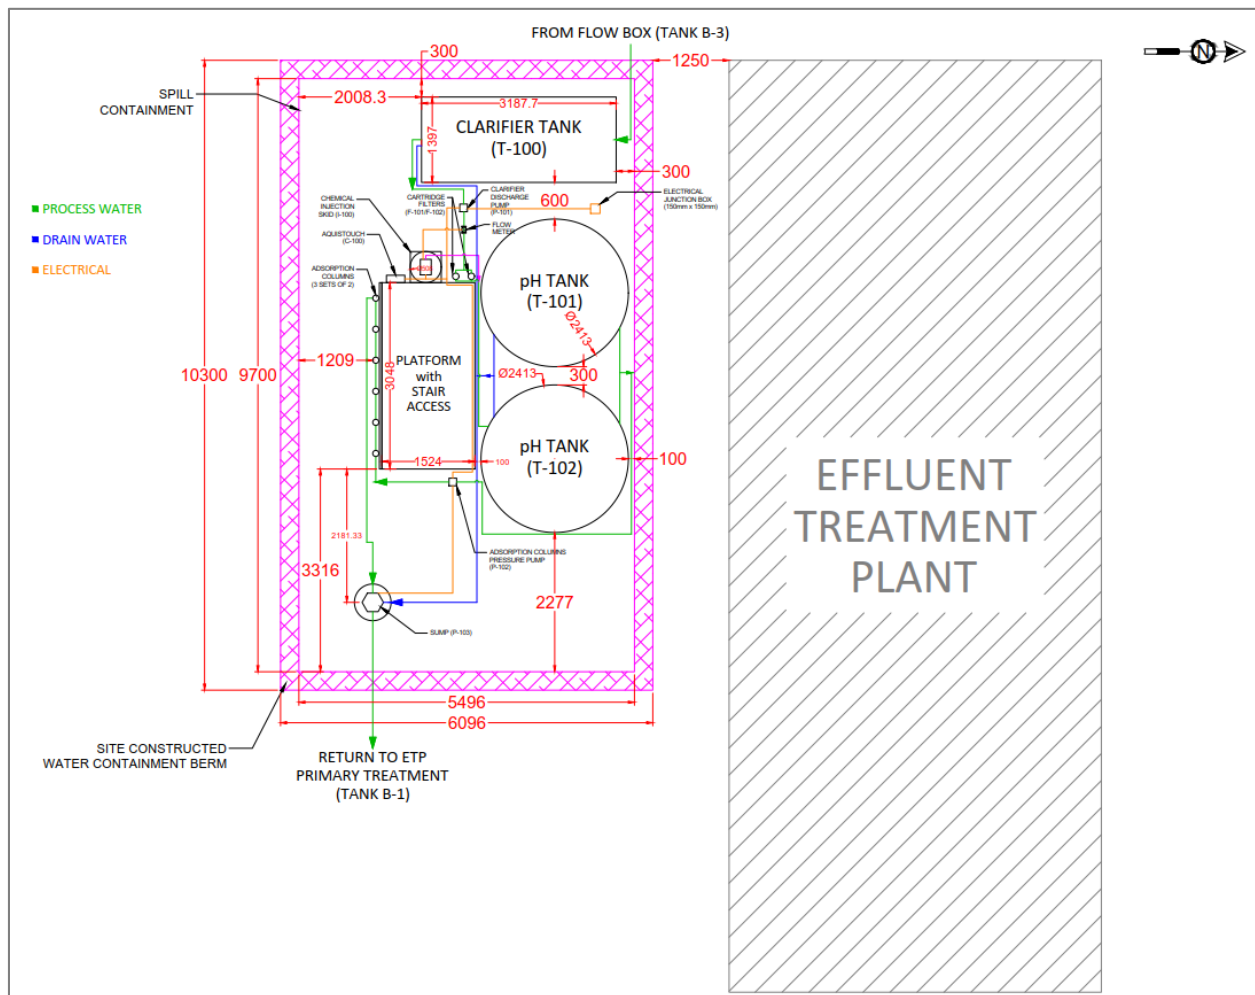 FROM FLOW BOX (TANK B-3)
300
1250
N
SPILL
CONTAINMENT
2008.3
3187.7
CLARIFIER TANK
(T-100)
1397
300
600
CLARIFIER
DISCHARGE
PUMP
(P-101)
ELECTRICAL
JUNCTION BOX
(150mm x 150mm)
CHEMICAL
INJECTION
SKID (I-100)
CARTRIDGE
FILTERS
(F-101/F-102)
FLOW
METER
PROCESS WATER
DRAIN WATER
ELECTRICAL
AQUISTOUCH
(C-100)
ADSORPTION
COLUMNS
(3 SETS OF 2)
pH TANK
(T-101)
Ø2413
10300
9700
1209
3048
PLATFORM
with
STAIR
ACCESS
Ø2413
300
pH TANK
(T-102)
1524
100
100
EFFLUENT
TREATMENT
PLANT
2181.33
3316
ADSORPTION COLUMNS
PRESSURE PUMP
(P-102)
2277
SUMP (P-103)
5496
6096
SITE CONSTRUCTED
WATER CONTAINMENT BERM
RETURN TO ETP
PRIMARY TREATMENT
(TANK B-1)